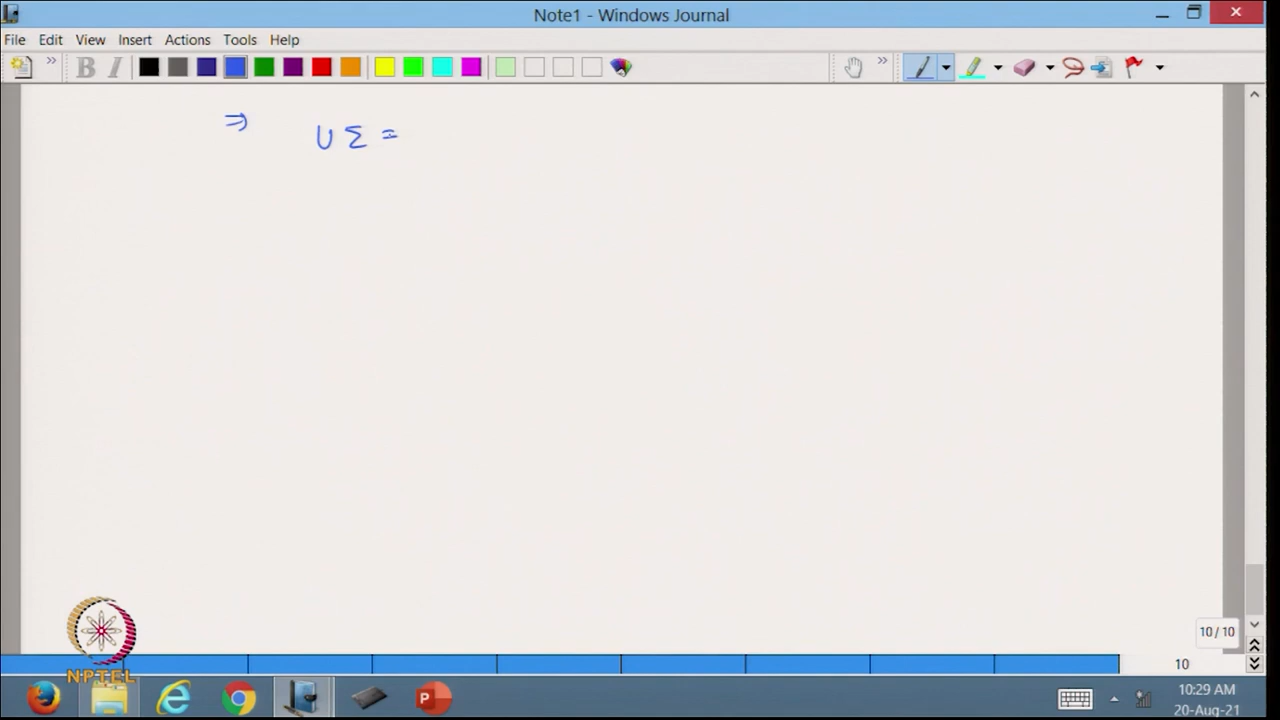 Note1 - Windows Journal
File Edit View Insert Actions Tools Help
B I
⇒ U Σ =
10 / 10
10
NPTEL
10:29 AM
20-Aug-21